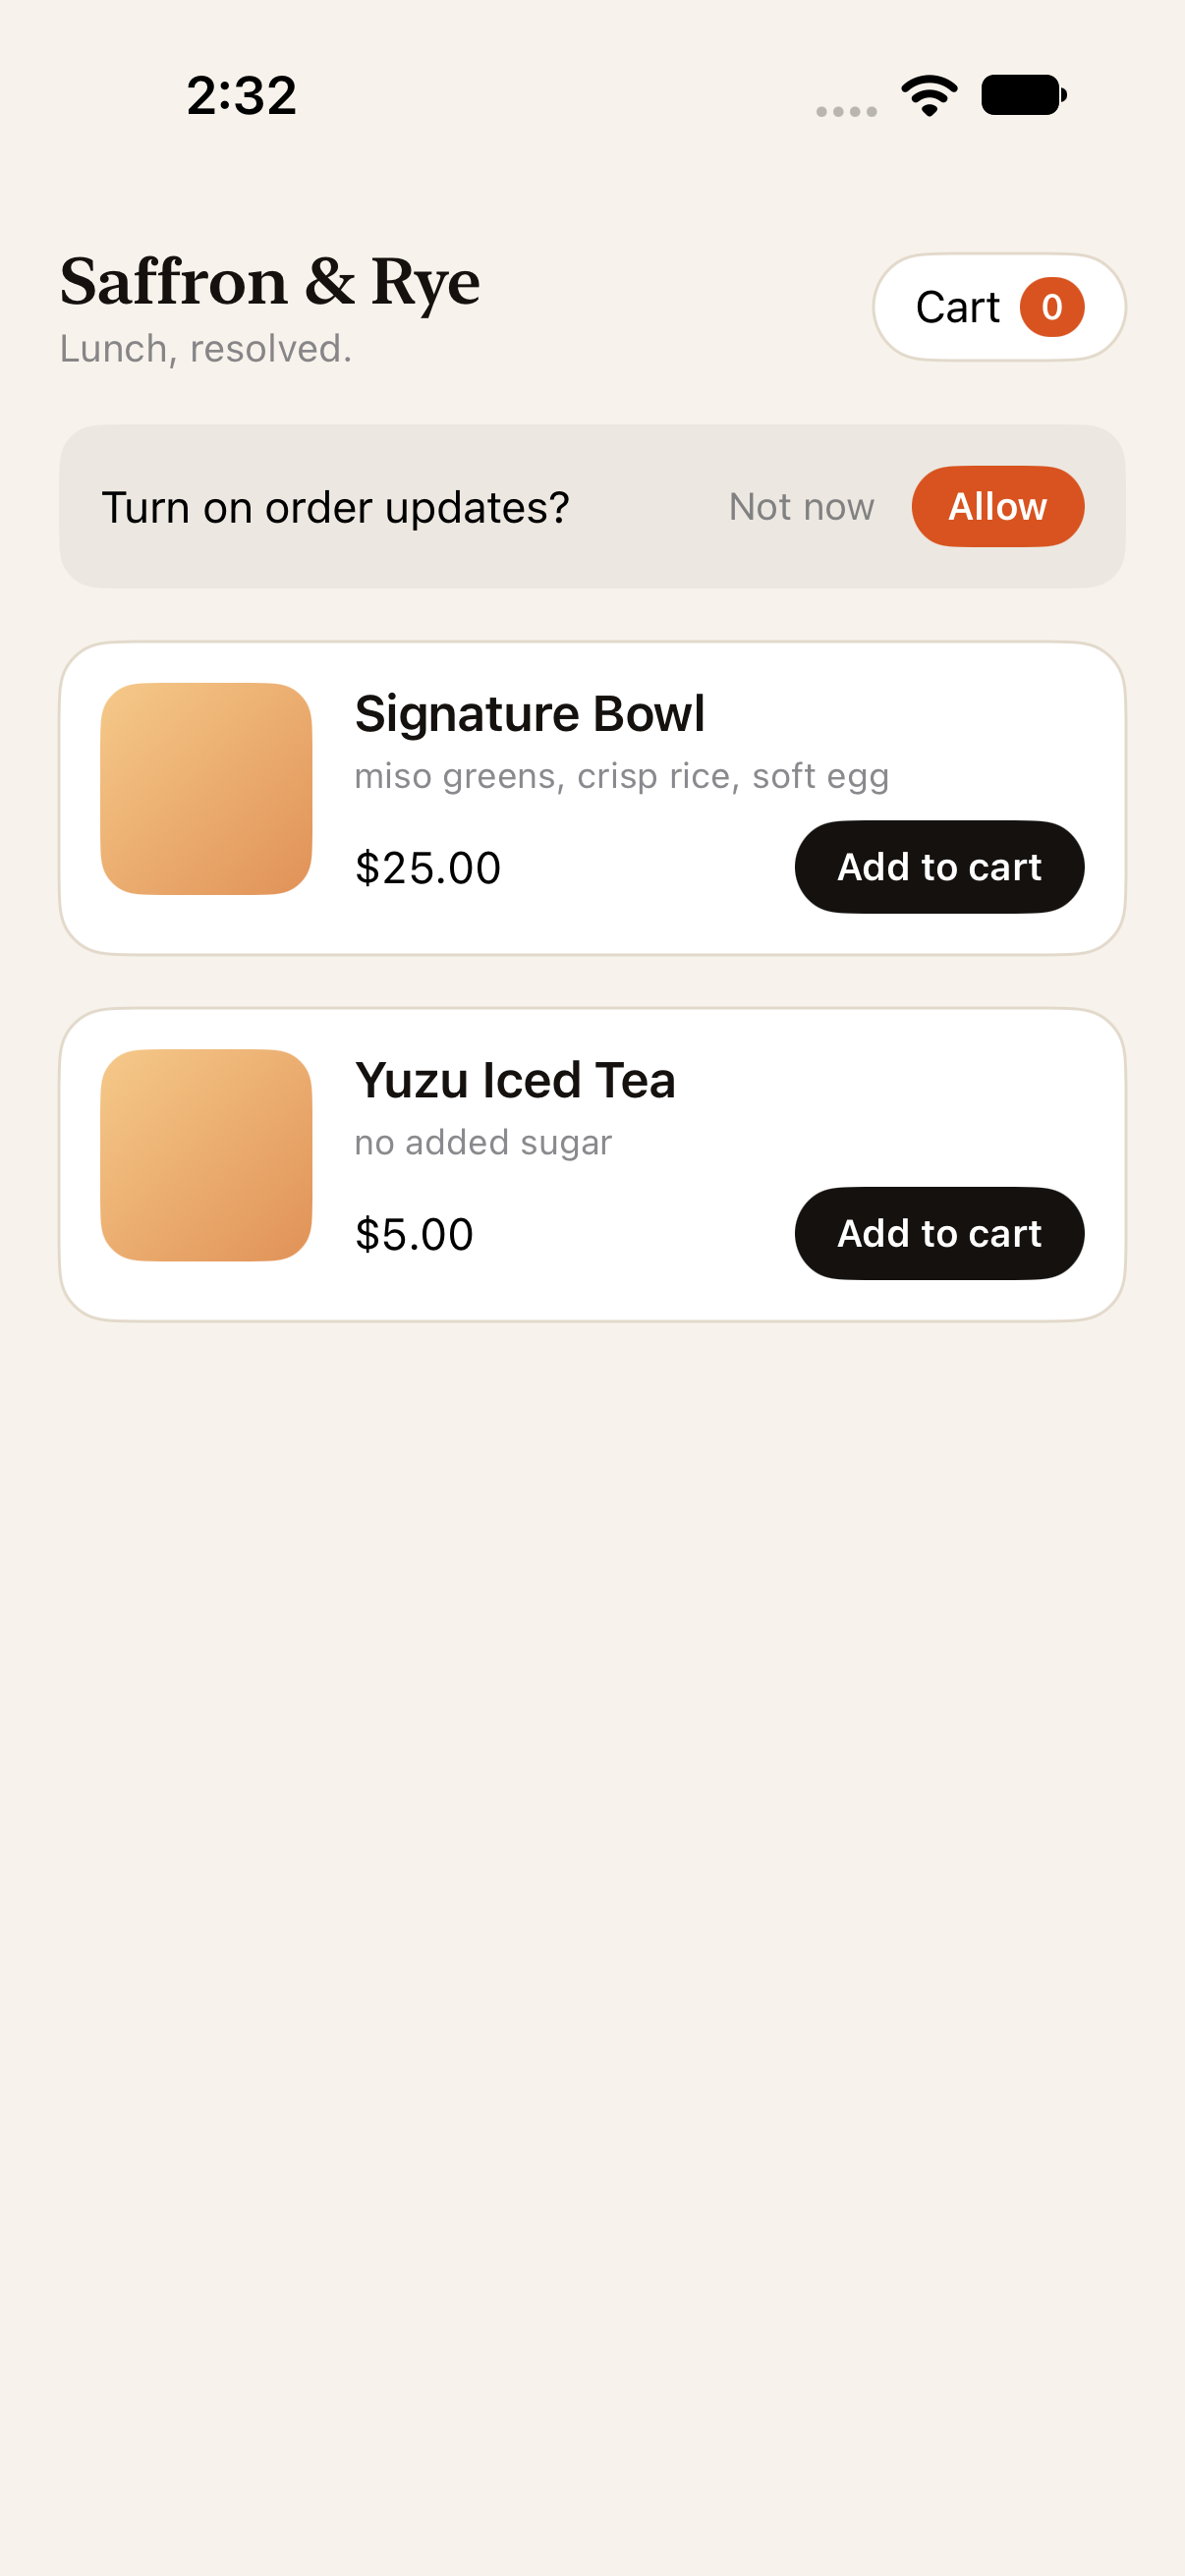 2:32
Saffron & Rye
Lunch, resolved.
Cart 0
Turn on order updates? Not now Allow
Signature Bowl
miso greens, crisp rice, soft egg
$25.00 Add to cart
Yuzu Iced Tea
no added sugar
$5.00 Add to cart